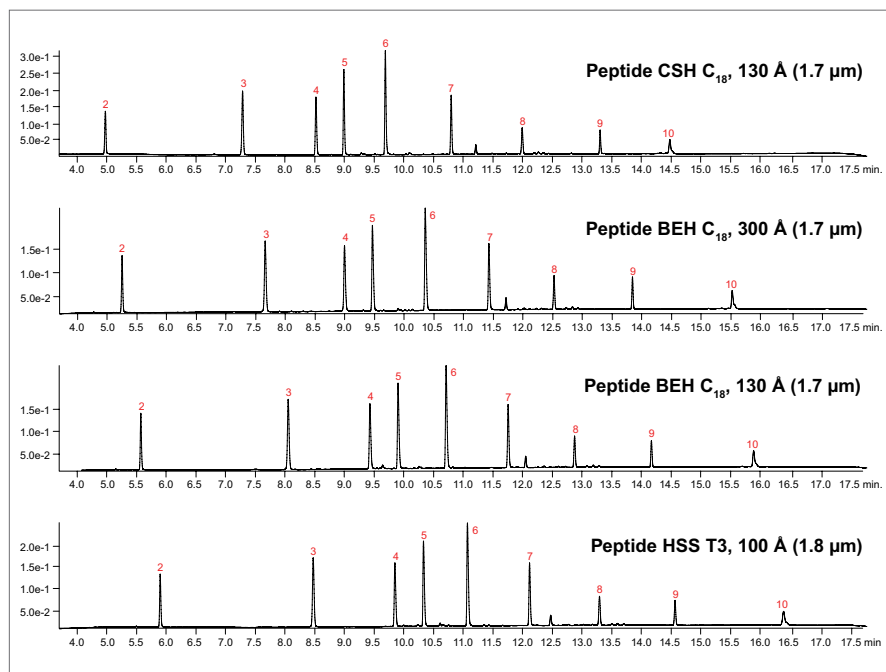 Peptide CSH C18, 130 Å (1.7 µm)
3.0e-1
2.5e-1
2.0e-1
1.5e-1
1.0e-1
5.0e-2
2 3 4 5 6 7 8 9 10
4.0 4.5 5.0 5.5 6.0 6.5 7.0 7.5 8.0 8.5 9.0 9.5 10.0 10.5 11.0 11.5 12.0 12.5 13.0 13.5 14.0 14.5 15.0 15.5 16.0 16.5 17.0 17.5 min.
Peptide BEH C18, 300 Å (1.7 µm)
1.5e-1
1.0e-1
5.0e-2
2 3 4 5 6 7 8 9 10
4.0 4.5 5.0 5.5 6.0 6.5 7.0 7.5 8.0 8.5 9.0 9.5 10.0 10.5 11.0 11.5 12.0 12.5 13.0 13.5 14.0 14.5 15.0 15.5 16.0 16.5 17.0 17.5 min.
Peptide BEH C18, 130 Å (1.7 µm)
1.5e-1
1.0e-1
5.0e-2
2 3 4 5 6 7 8 9 10
4.0 4.5 5.0 5.5 6.0 6.5 7.0 7.5 8.0 8.5 9.0 9.5 10.0 10.5 11.0 11.5 12.0 12.5 13.0 13.5 14.0 14.5 15.0 15.5 16.0 16.5 17.0 17.5 min.
Peptide HSS T3, 100 Å (1.8 µm)
2.0e-1
1.5e-1
1.0e-1
5.0e-2
2 3 4 5 6 7 8 9 10
4.0 4.5 5.0 5.5 6.0 6.5 7.0 7.5 8.0 8.5 9.0 9.5 10.0 10.5 11.0 11.5 12.0 12.5 13.0 13.5 14.0 14.5 15.0 15.5 16.0 16.5 17.0 17.5 min.